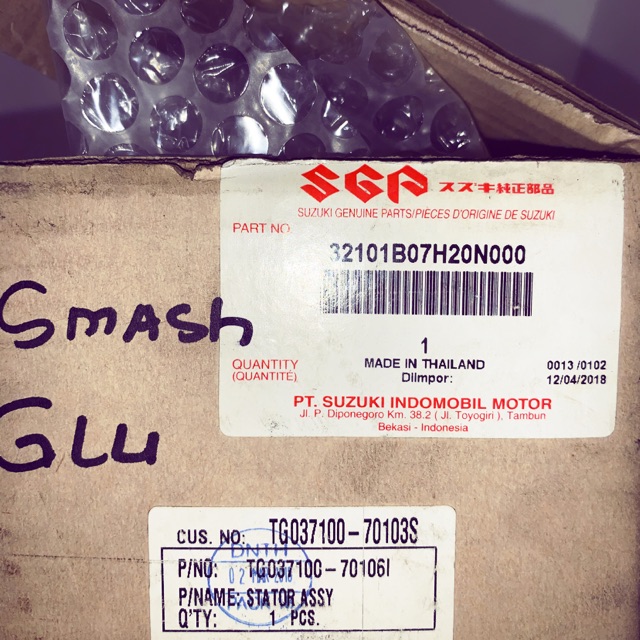 SGP スズキ純正部品
SUZUKI GENUINE PARTS/PIÈCES D'ORIGINE DE SUZUKI
PART NO.
32101B07H20N000
1
QUANTITY
(QUANTITÉ)
MADE IN THAILAND
DiImpor:
0013 /0102
12/04/2018
PT. SUZUKI INDOMOBIL MOTOR
Jl. P. Diponegoro Km. 38.2 ( Jl. Toyogiri ), Tambun
Bekasi - Indonesia
SMASh
GLU
CUS. NO: TG037100-70103S
P/NO: TG037100-70106I
P/NAME: STATOR ASSY
Q'TY: 1 PCS.
DNTH